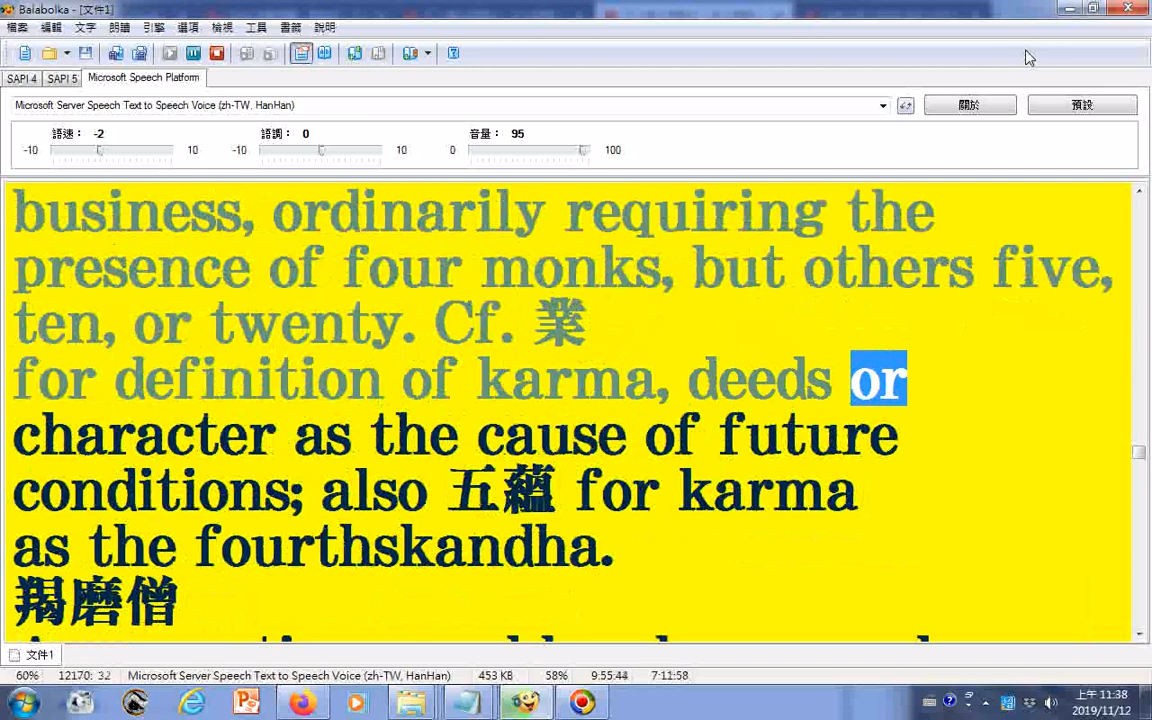 Balabolka - [文件1]
檔案 編輯 文字 朗讀 引擎 選項 檢視 工具 書籤 說明
SAPI 4 SAPI 5 Microsoft Speech Platform
Microsoft Server Speech Text to Speech Voice (zh-TW, HanHan) 關於 預設
語速： -2 語調： 0 音量： 95
-10 10 -10 10 0 100
business, ordinarily requiring the
presence of four monks, but others five,
ten, or twenty. Cf. 業
for definition of karma, deeds or
character as the cause of future
conditions; also 五蘊 for karma
as the fourthskandha.
羯磨僧
文件1
60% 12170: 32 Microsoft Server Speech Text to Speech Voice (zh-TW, HanHan) 453 KB 58% 9:55:44 7:11:58
上午 11:38
2019/11/12